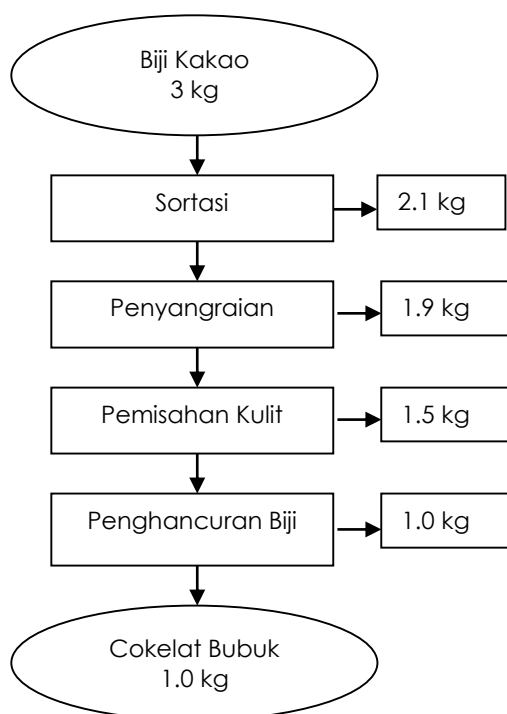 Biji Kakao
3 kg
Sortasi
2.1 kg
Penyangraian
1.9 kg
Pemisahan Kulit
1.5 kg
Penghancuran Biji
1.0 kg
Cokelat Bubuk
1.0 kg